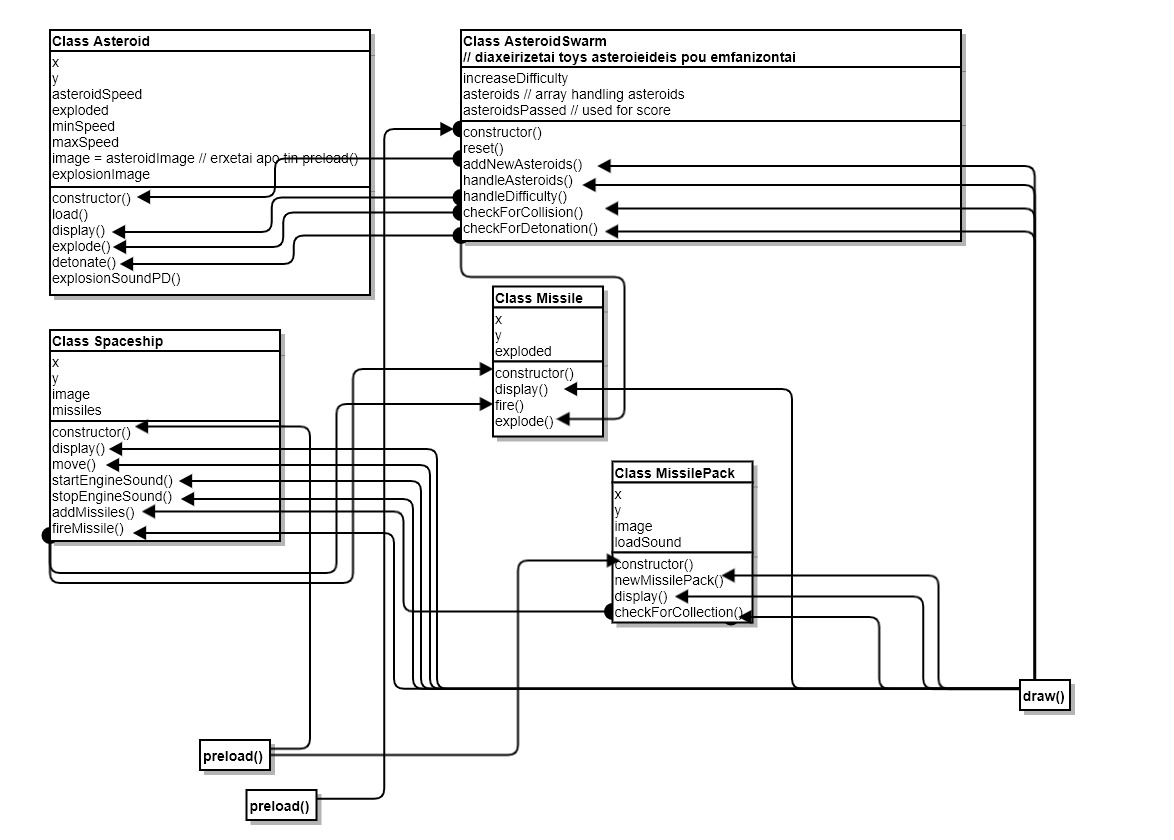 Class Asteroid
x
y
asteroidSpeed
exploded
minSpeed
maxSpeed
image = asteroidImage // erxetai apo tin preload()
explosionImage
constructor()
load()
display()
explode()
detonate()
explosionSoundPD()
Class AsteroidSwarm
// diaxeirizetai toys asteroieideis pou emfanizontai
increaseDifficulty
asteroids // array handling asteroids
asteroidsPassed // used for score
constructor()
reset()
addNewAsteroids()
handleAsteroids()
handleDifficulty()
checkForCollision()
checkForDetonation()
Class Missile
x
y
exploded
constructor()
display()
fire()
explode()
Class Spaceship
x
y
image
missiles
constructor()
display()
move()
startEngineSound()
stopEngineSound()
addMissiles()
fireMissile()
Class MissilePack
x
y
image
loadSound
constructor()
newMissilePack()
display()
checkForCollection()
draw()
preload()
preload()